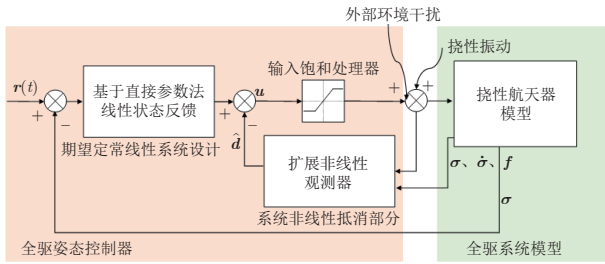 外部环境干扰
挠性振动
输入饱和处理器
r(t)
+
−
基于直接参数法
线性状态反馈
+
−
u
+
+
挠性航天器
模型
d̂
期望定常线性系统设计
扩展非线性
观测器
σ、σ̇、f
σ
系统非线性抵消部分
全驱姿态控制器
全驱系统模型